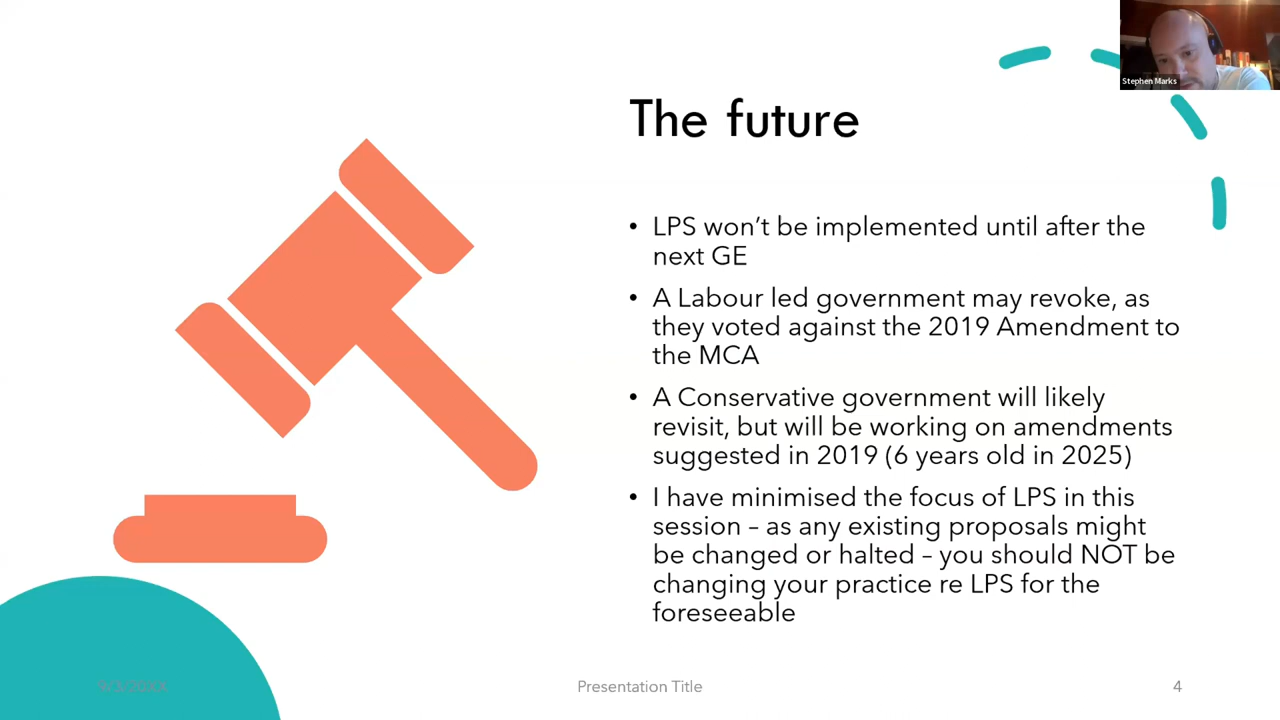 Stephen Marks
The future
• LPS won’t be implemented until after the
next GE
• A Labour led government may revoke, as
they voted against the 2019 Amendment to
the MCA
• A Conservative government will likely
revisit, but will be working on amendments
suggested in 2019 (6 years old in 2025)
• I have minimised the focus of LPS in this
session – as any existing proposals might
be changed or halted – you should NOT be
changing your practice re LPS for the
foreseeable
Presentation Title
4